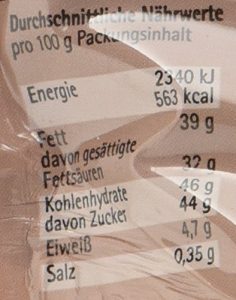 Durchschnittliche Nährwerte
pro 100 g Packungsinhalt
Energie 2340 kJ
563 kcal
Fett 39 g
davon gesättigte
Fettsäuren 32 g
Kohlenhydrate 46 g
davon Zucker 44 g
Eiweiß 4,7 g
Salz 0,35 g